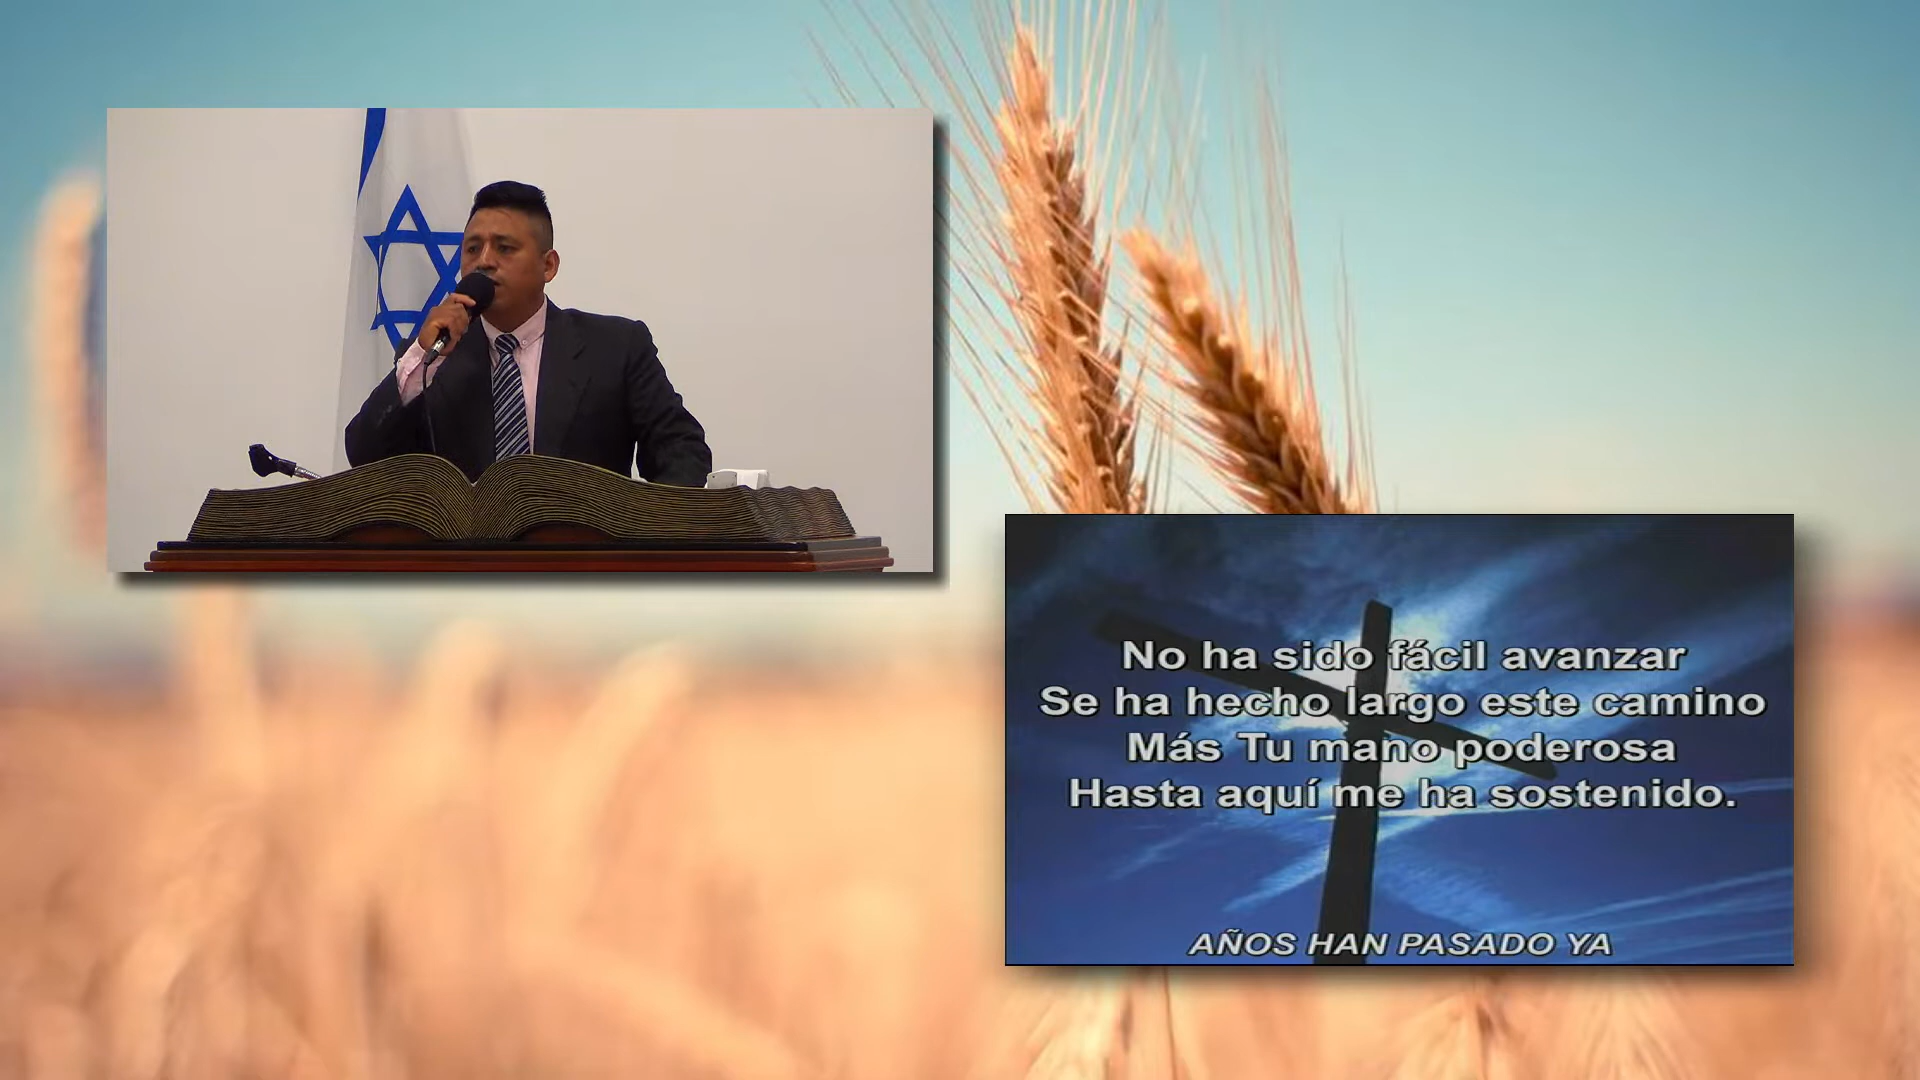 No ha sido fácil avanzar
Se ha hecho largo este camino
Más Tu mano poderosa
Hasta aquí me ha sostenido.
AÑOS HAN PASADO YA